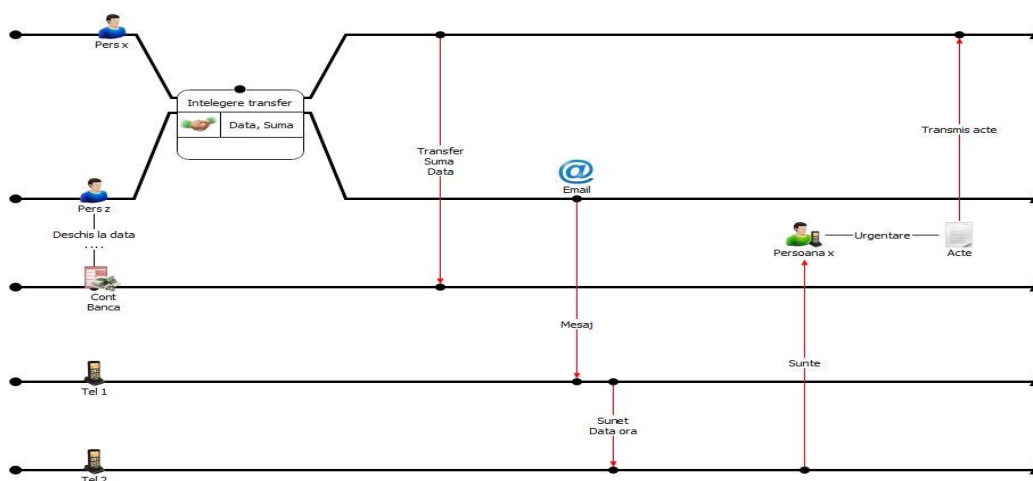 Pers x
Intelegere transfer
Data, Suma
Transfer
Suma
Data
Transmis acte
@
Email
Pers z
Deschis la data
....
Persoana x
Urgentare
Acte
Cont
Banca
Mesaj
Sunte
Tel 1
Sunet
Data ora
Tel 2